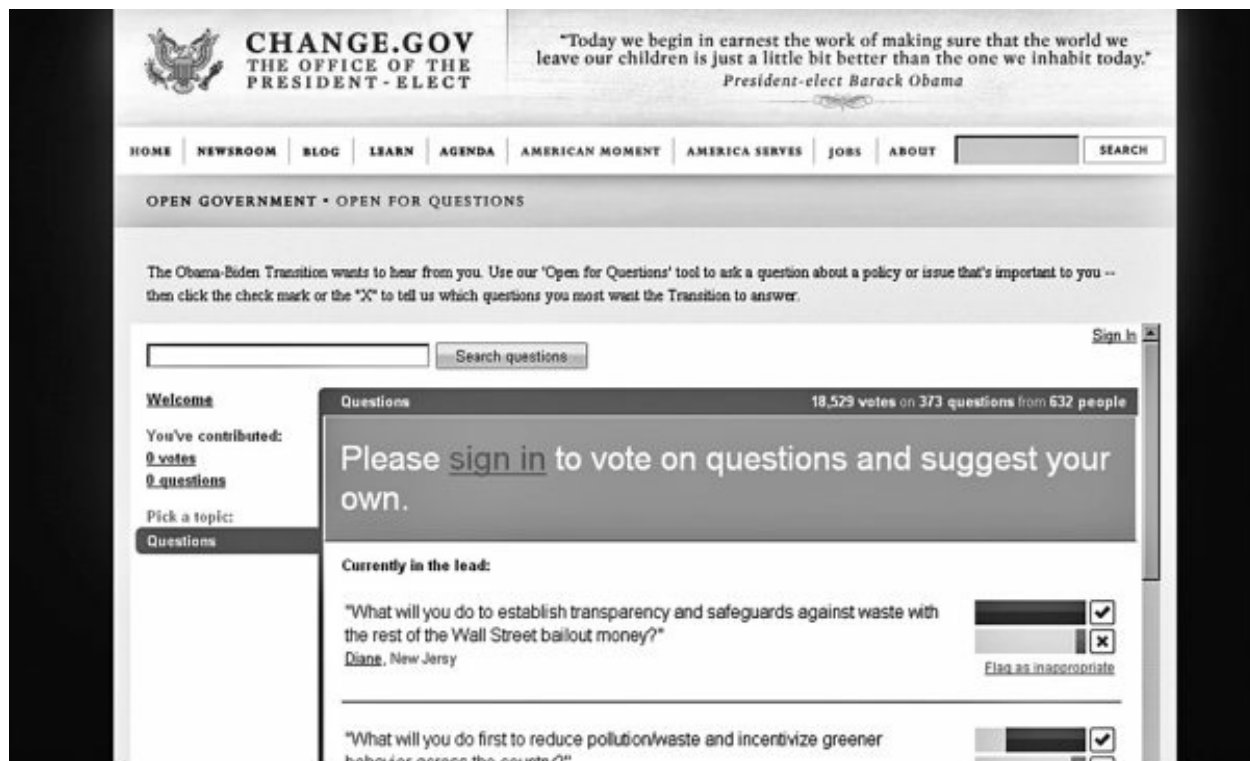 CHANGE.GOV
THE OFFICE OF THE
PRESIDENT-ELECT
"Today we begin in earnest the work of making sure that the world we
leave our children is just a little bit better than the one we inhabit today."
President-elect Barack Obama
HOME NEWSROOM BLOG LEARN AGENDA AMERICAN MOMENT AMERICA SERVES JOBS ABOUT SEARCH
OPEN GOVERNMENT • OPEN FOR QUESTIONS
The Obama-Biden Transition wants to hear from you. Use our 'Open for Questions' tool to ask a question about a policy or issue that's important to you --
then click the check mark or the "X" to tell us which questions you most want the Transition to answer.
Sign In
Search questions
Welcome
You've contributed:
0 votes
0 questions
Pick a topic:
Questions
Questions 18,529 votes on 373 questions from 632 people
Please sign in to vote on questions and suggest your
own.
Currently in the lead:
"What will you do to establish transparency and safeguards against waste with
the rest of the Wall Street bailout money?"
Diane, New Jersy
Flag as inappropriate
"What will you do first to reduce pollution/waste and incentivize greener
behavior across the country?"